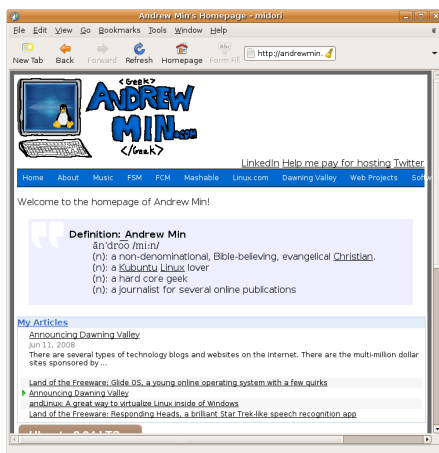 Andrew Min's Homepage - midori
File Edit View Go Bookmarks Tools Window Help
New Tab Back Forward Refresh Homepage Form Fill http://andrewmin.
<Geek>
ANDREW
MIN.com
</Geek>
LinkedIn Help me pay for hosting Twitter
Home About Music FSM FCM Mashable Linux.com Dawning Valley Web Projects Softw
Welcome to the homepage of Andrew Min!
Definition: Andrew Min
ăn'drōō /mi:n/
(n): a non-denominational, Bible-believing, evangelical Christian.
(n): a Kubuntu Linux lover
(n): a hard core geek
(n): a journalist for several online publications
My Articles
Announcing Dawning Valley
Jun 11, 2008
There are several types of technology blogs and websites on the internet. There are the multi-million dollar
sites sponsored by ...
Land of the Freeware: Glide OS, a young online operating system with a few quirks
Announcing Dawning Valley
andLinux: A great way to virtualize Linux inside of Windows
Land of the Freeware: Responding Heads, a brilliant Star Trek-like speech recognition app